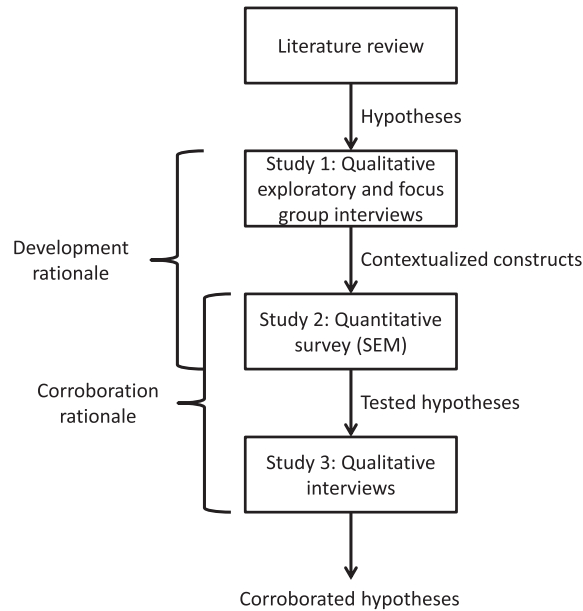 Literature review
Hypotheses
Study 1: Qualitative
exploratory and focus
group interviews
Development
rationale
Contextualized constructs
Study 2: Quantitative
survey (SEM)
Corroboration
rationale
Tested hypotheses
Study 3: Qualitative
interviews
Corroborated hypotheses